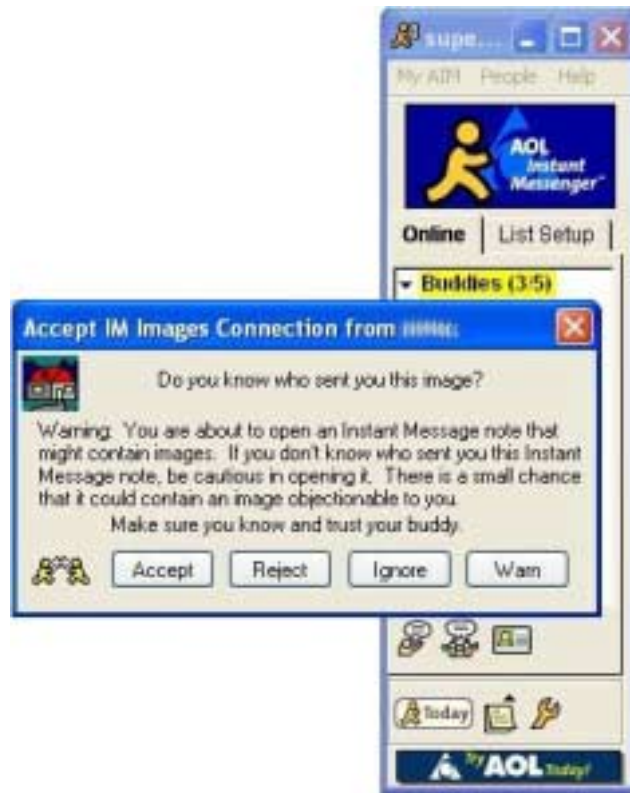 supe...
My AIM People Help
AOL
Instant
Messenger
Online List Setup
Buddies (3/5)
Accept IM Images Connection from
Do you know who sent you this image?
Warning: You are about to open an Instant Message note that
might contain images. If you don't know who sent you this Instant
Message note, be cautious in opening it. There is a small chance
that it could contain an image objectionable to you.
Make sure you know and trust your buddy.
Accept Reject Ignore Warn
Today
Try AOL Today!